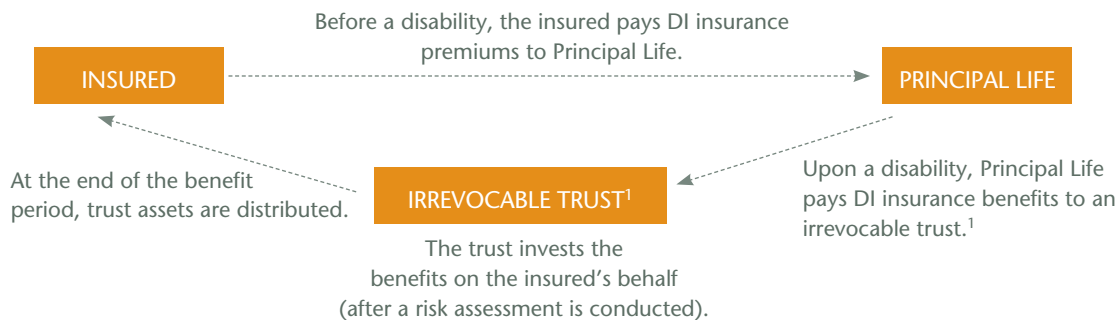 Before a disability, the insured pays DI insurance
premiums to Principal Life.
INSURED
PRINCIPAL LIFE
At the end of the benefit
period, trust assets are distributed.
IRREVOCABLE TRUST¹
Upon a disability, Principal Life
pays DI insurance benefits to an
irrevocable trust.¹
The trust invests the
benefits on the insured’s behalf
(after a risk assessment is conducted).